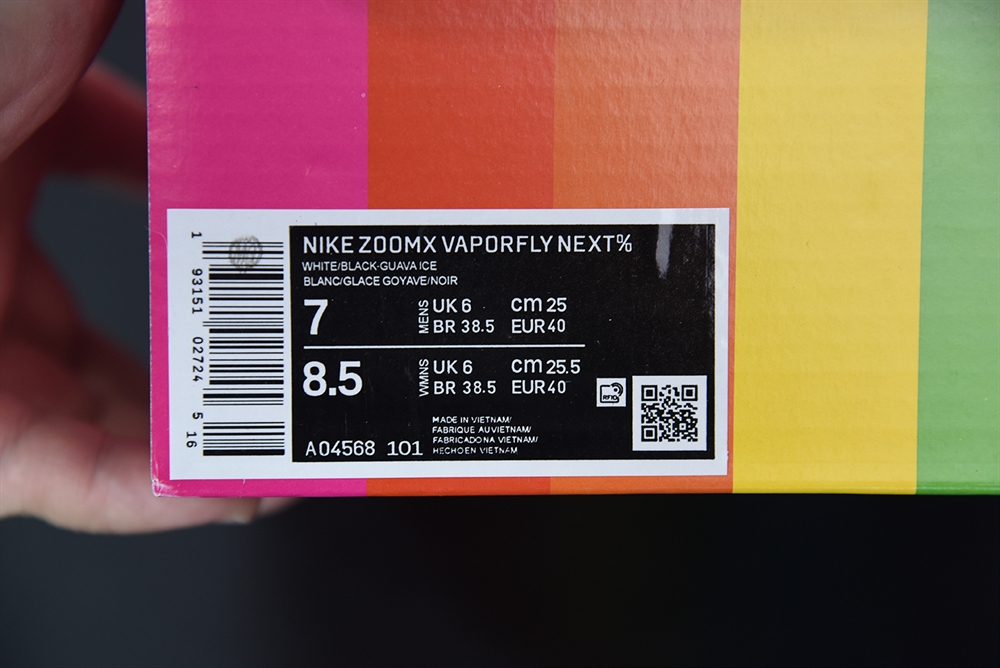 NIKE ZOOMX VAPORFLY NEXT%
WHITE/BLACK-GUAVA ICE
BLANC/GLACE GOYAVE/NOIR
7 MENS UK 6 cm 25
BR 38.5 EUR 40
8.5 WMNS UK 6 cm 25.5
BR 38.5 EUR 40
RFID
MADE IN VIETNAM/
FABRIQUE AU VIETNAM/
FABRICADO NA VIETNAM/
HECHO EN VIETNAM
A04568 101
1 93151 02724 5 16